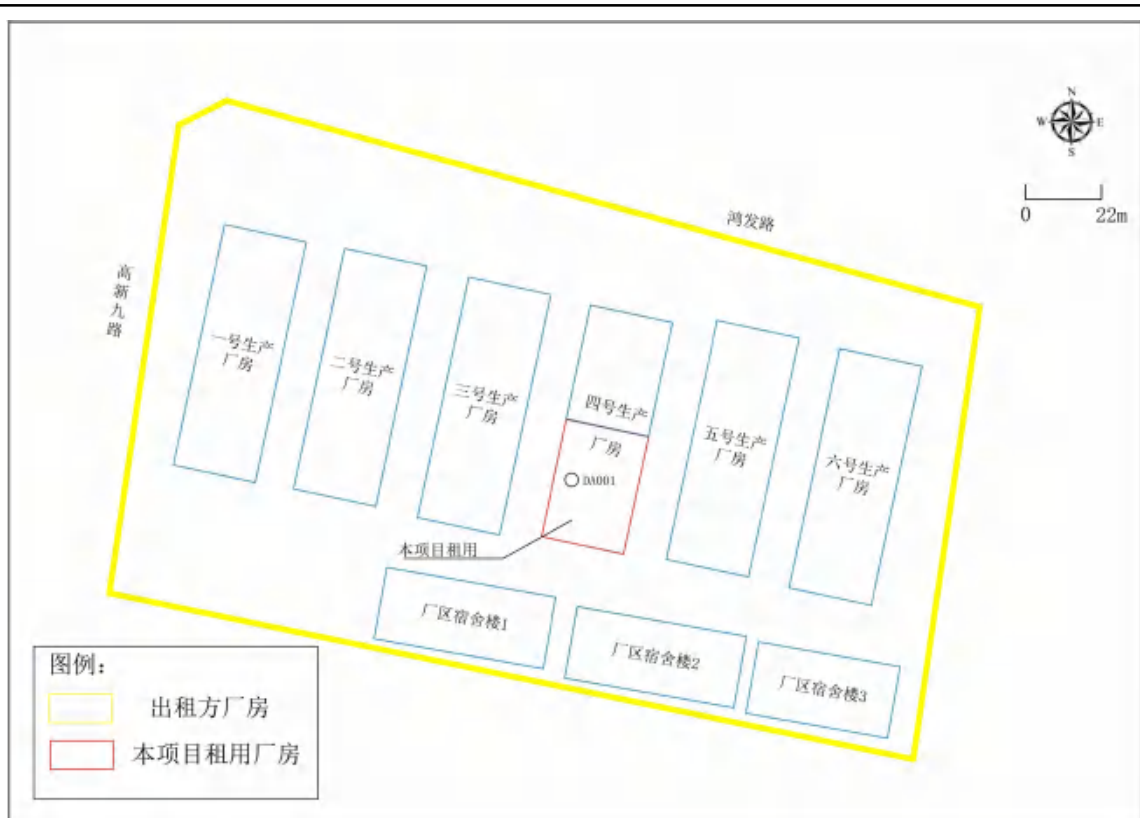 N
W
E
S
0
22m
鸿发路
高
新
九
路
一号生产
厂房
二号生产
厂房
三号生产
厂房
四号生产
厂房
DA001
五号生产
厂房
六号生产
厂房
本项目租用
厂区宿舍楼1
厂区宿舍楼2
厂区宿舍楼3
图例：
出租方厂房
本项目租用厂房